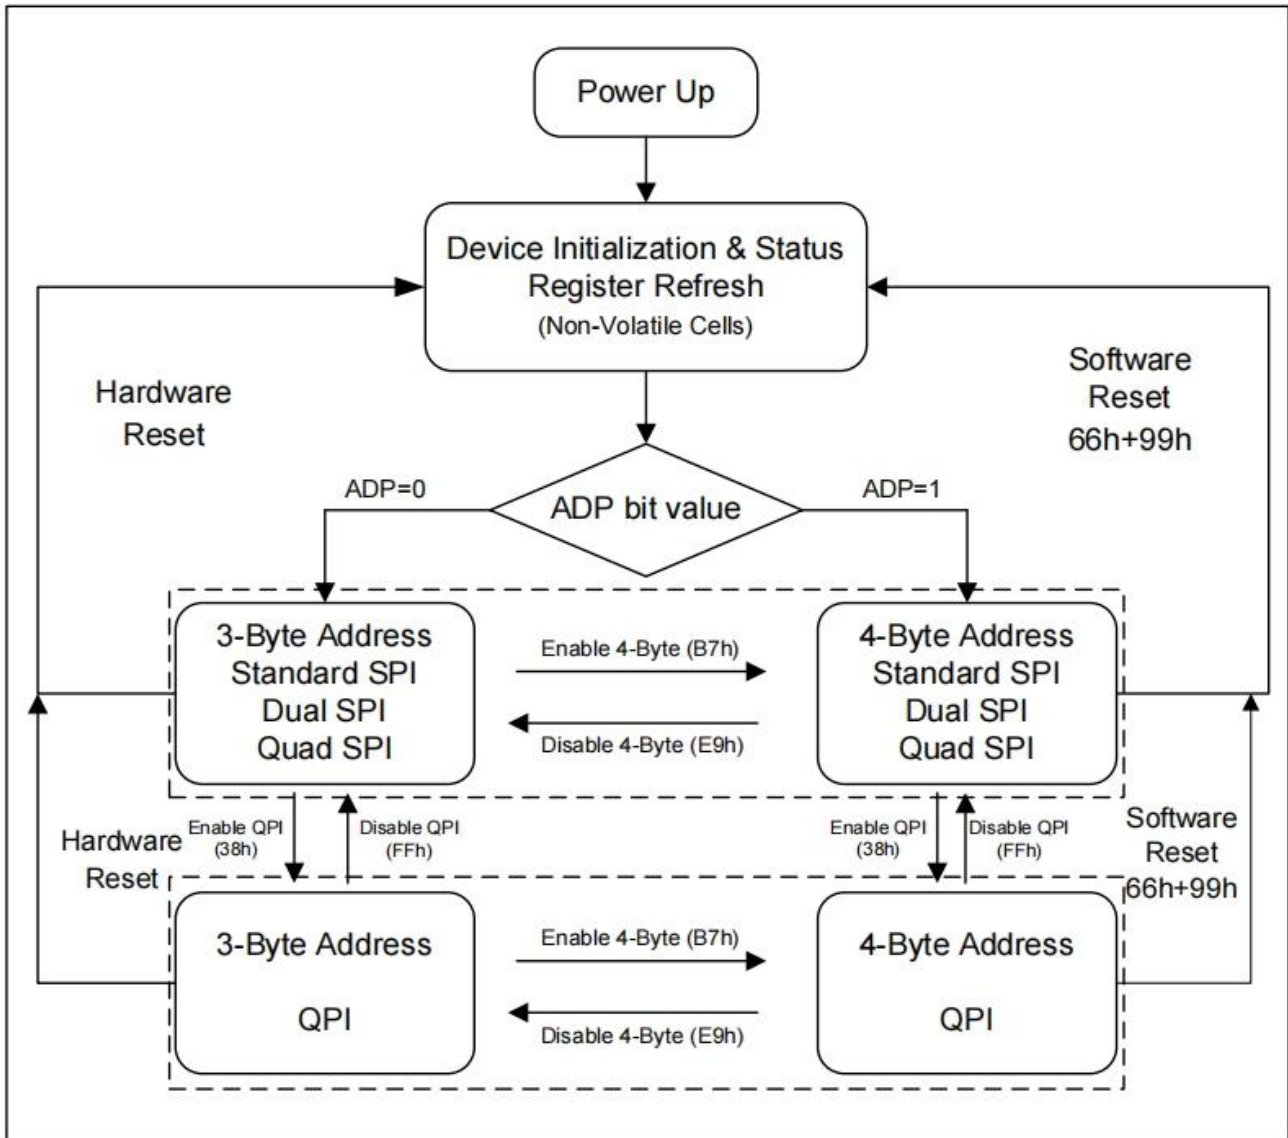 Power Up
Device Initialization & Status
Register Refresh
(Non-Volatile Cells)
Hardware
Reset
Software
Reset
66h+99h
ADP=0
ADP bit value
ADP=1
3-Byte Address
Standard SPI
Dual SPI
Quad SPI
Enable 4-Byte (B7h)
Disable 4-Byte (E9h)
4-Byte Address
Standard SPI
Dual SPI
Quad SPI
Hardware
Reset
Enable QPI
(38h)
Disable QPI
(FFh)
Enable QPI
(38h)
Disable QPI
(FFh)
Software
Reset
66h+99h
3-Byte Address
QPI
Enable 4-Byte (B7h)
Disable 4-Byte (E9h)
4-Byte Address
QPI